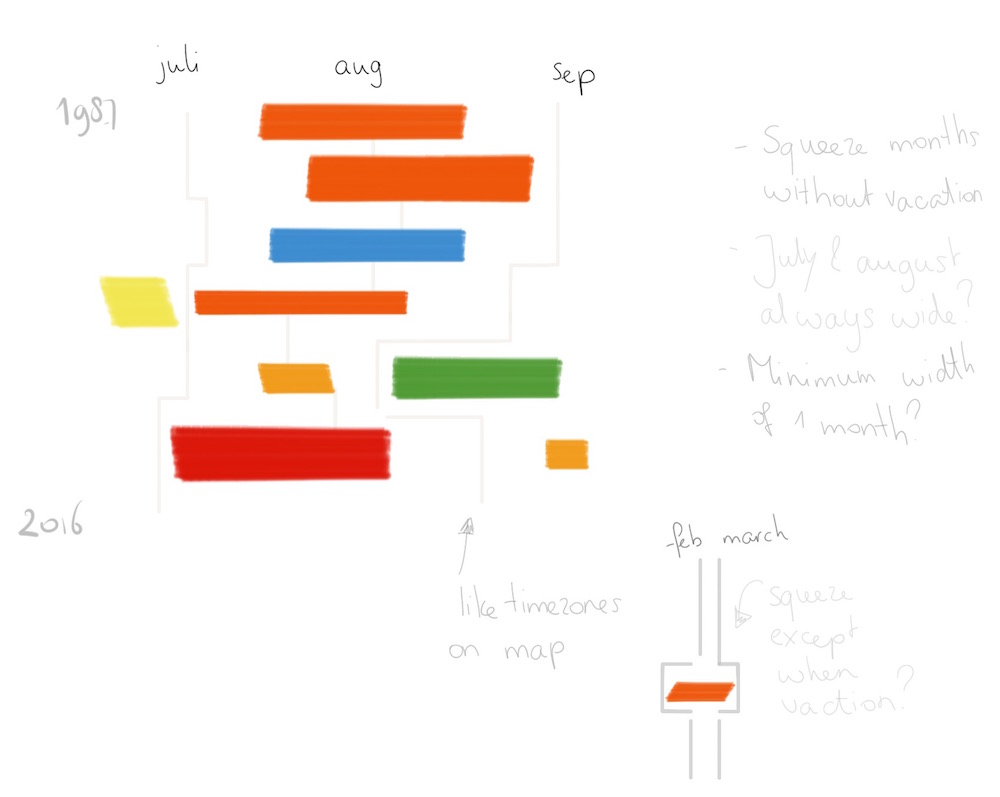 juli aug sep
1987
- Squeeze months
without vacation
- July & august
always wide?
- Minimum width
of 1 month?
2016
like timezones
on map
feb march
squeeze
except
when
vaction?